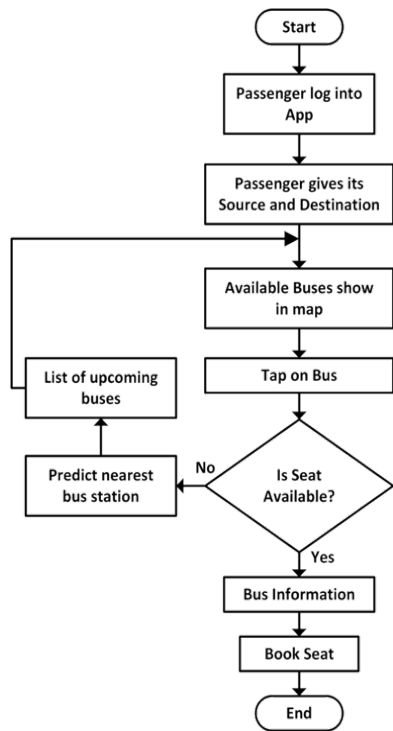 Start
Passenger log into
App
Passenger gives its
Source and Destination
Available Buses show
in map
Tap on Bus
List of upcoming
buses
Predict nearest
bus station
No
Is Seat
Available?
Yes
Bus Information
Book Seat
End